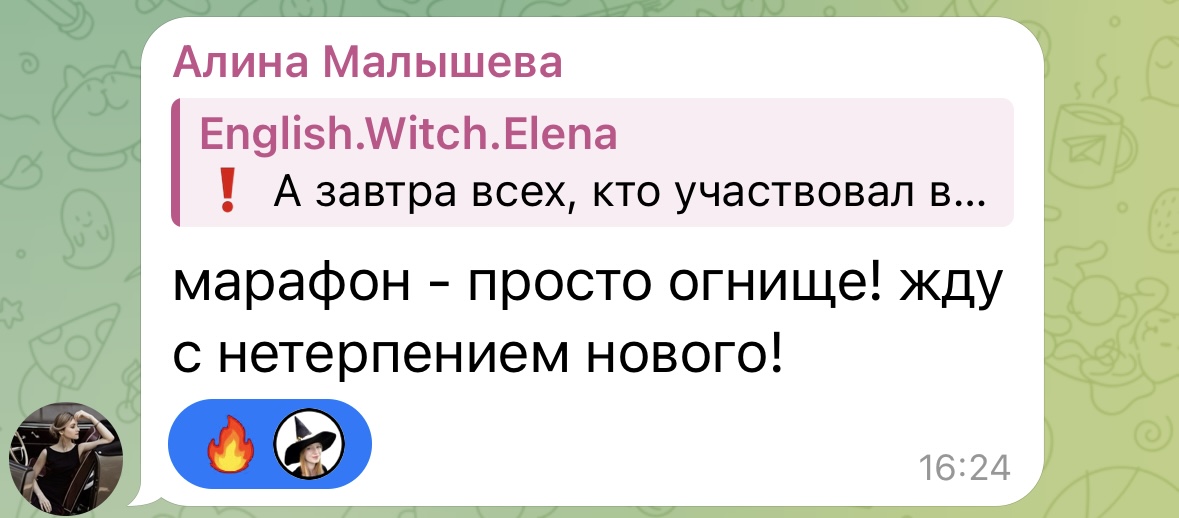 Алина Малышева
English.Witch.Elena
❗ А завтра всех, кто участвовал в...
марафон - просто огнище! жду
с нетерпением нового!
🔥
16:24